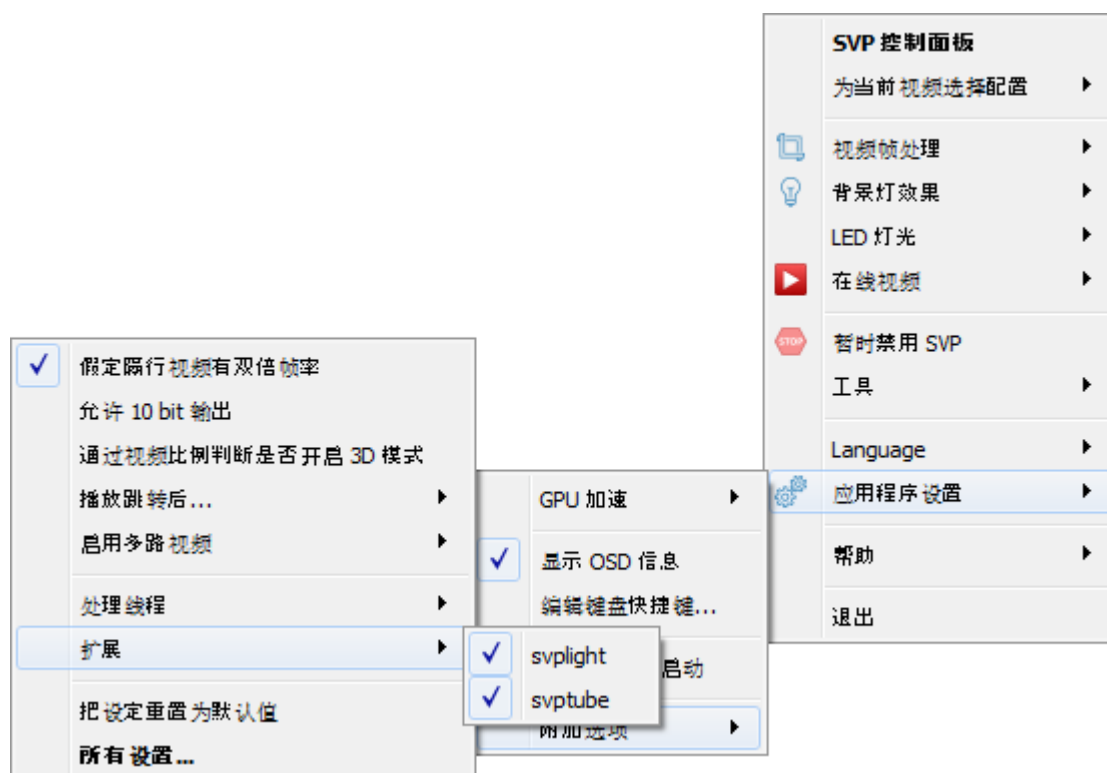 SVP 控制面板
为当前视频选择配置
视频帧处理
背景灯效果
LED 灯光
在线视频
STOP
暂时禁用 SVP
工具
Language
应用程序设置
帮助
退出
GPU 加速
显示 OSD 信息
编辑键盘快捷键...
启动
附加选项
假定隔行视频有双倍帧率
允许 10 bit 输出
通过视频比例判断是否开启 3D 模式
播放跳转后...
启用多路视频
处理线程
扩展
把设定重置为默认值
所有设置...
svplight
svptube